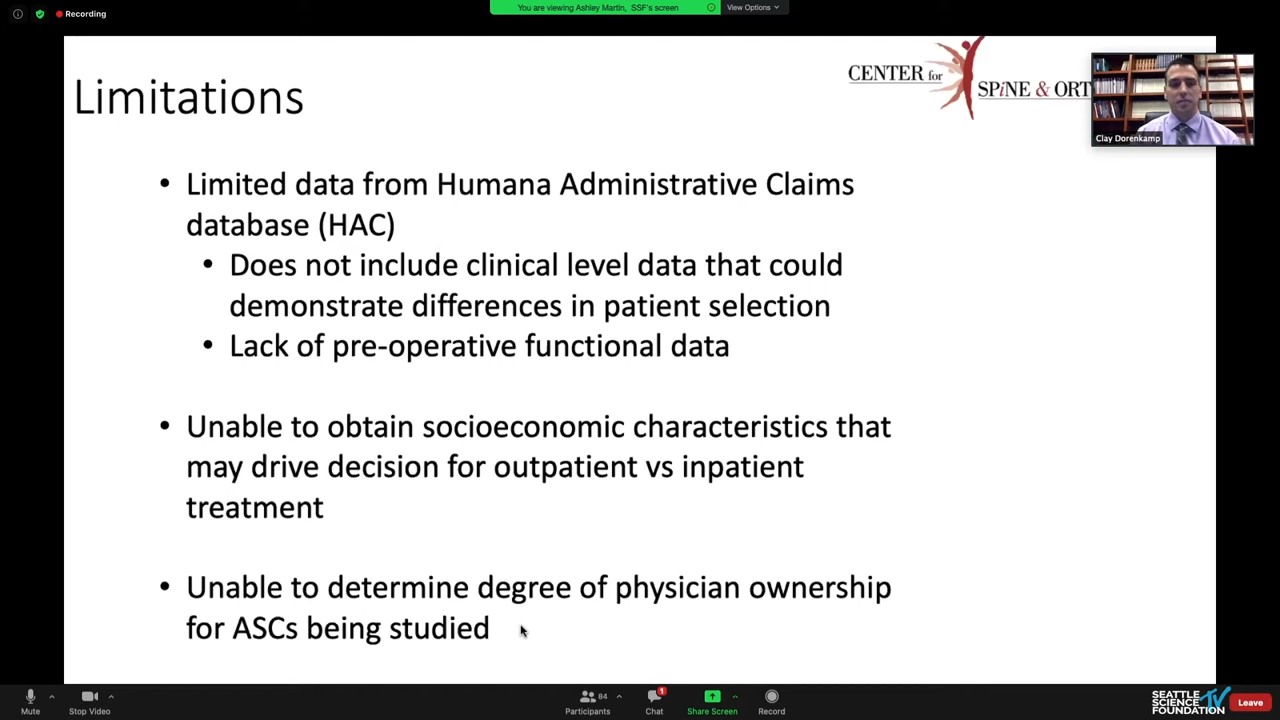 Recording
You are viewing Ashley Martin, SSF's screen
View Options
Limitations
CENTER for
SPiNE & ORT
Clay Dorenkamp
• Limited data from Humana Administrative Claims
database (HAC)
• Does not include clinical level data that could
demonstrate differences in patient selection
• Lack of pre-operative functional data
• Unable to obtain socioeconomic characteristics that
may drive decision for outpatient vs inpatient
treatment
• Unable to determine degree of physician ownership
for ASCs being studied
Mute
Stop Video
84
Participants
1
Chat
Share Screen
Record
SEATTLE
SCIENCE
FOUNDATION
TV
Leave